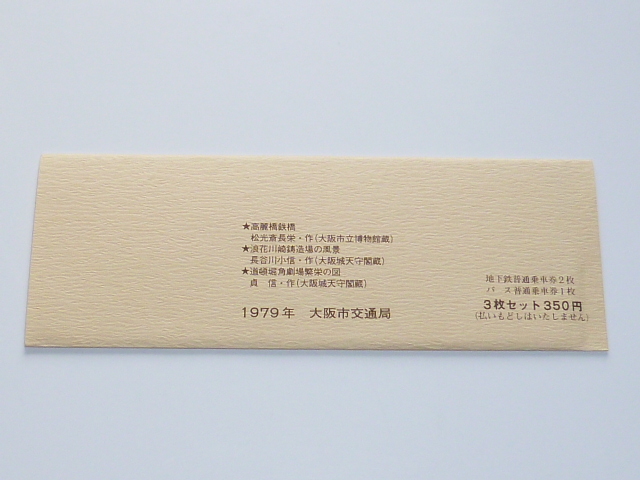 ★高麗橋鉄橋
松光斎長栄・作(大阪市立博物館蔵)
★浪花川崎鋳造場の風景
長谷川小信・作(大阪城天守閣蔵)
★道頓堀角劇場繁栄の図
貞　信・作(大阪城天守閣蔵)
1979年　大阪市交通局
地下鉄普通乗車券2枚
バス普通乗車券1枚
3枚セット350円
(払いもどしはいたしません)